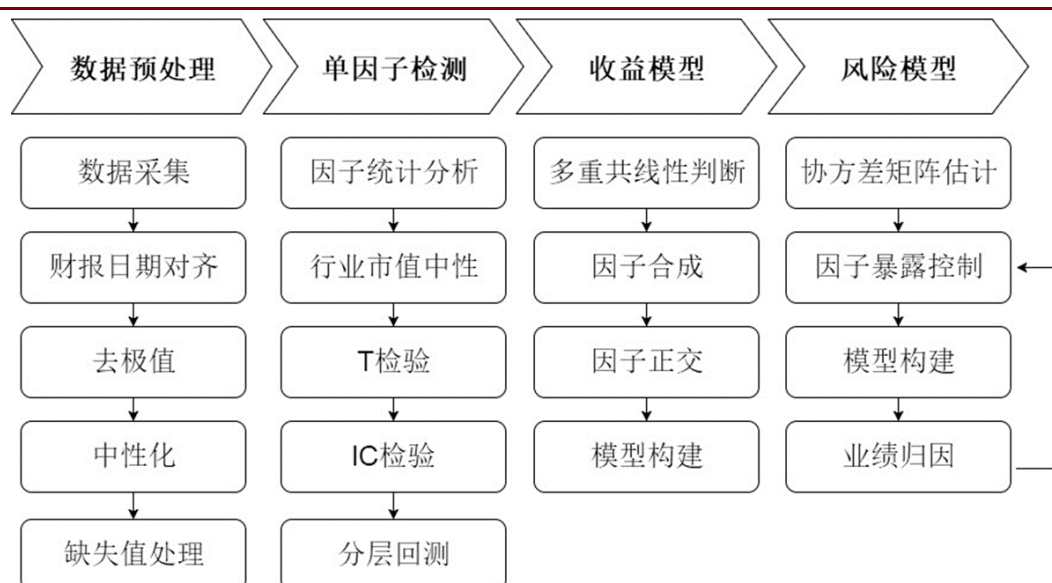 数据预处理
单因子检测
收益模型
风险模型
数据采集
财报日期对齐
去极值
中性化
缺失值处理
因子统计分析
行业市值中性
T检验
IC检验
分层回测
多重共线性判断
因子合成
因子正交
模型构建
协方差矩阵估计
因子暴露控制
模型构建
业绩归因